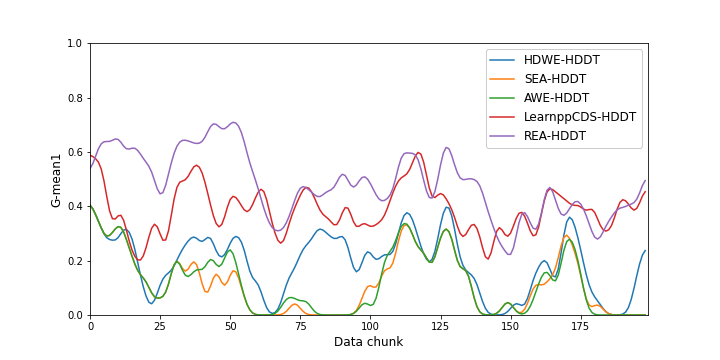 1.0
0.8
0.6
0.4
0.2
0.0
G-mean1
0 25 50 75 100 125 150 175
Data chunk
HDWE-HDDT
SEA-HDDT
AWE-HDDT
LearnppCDS-HDDT
REA-HDDT